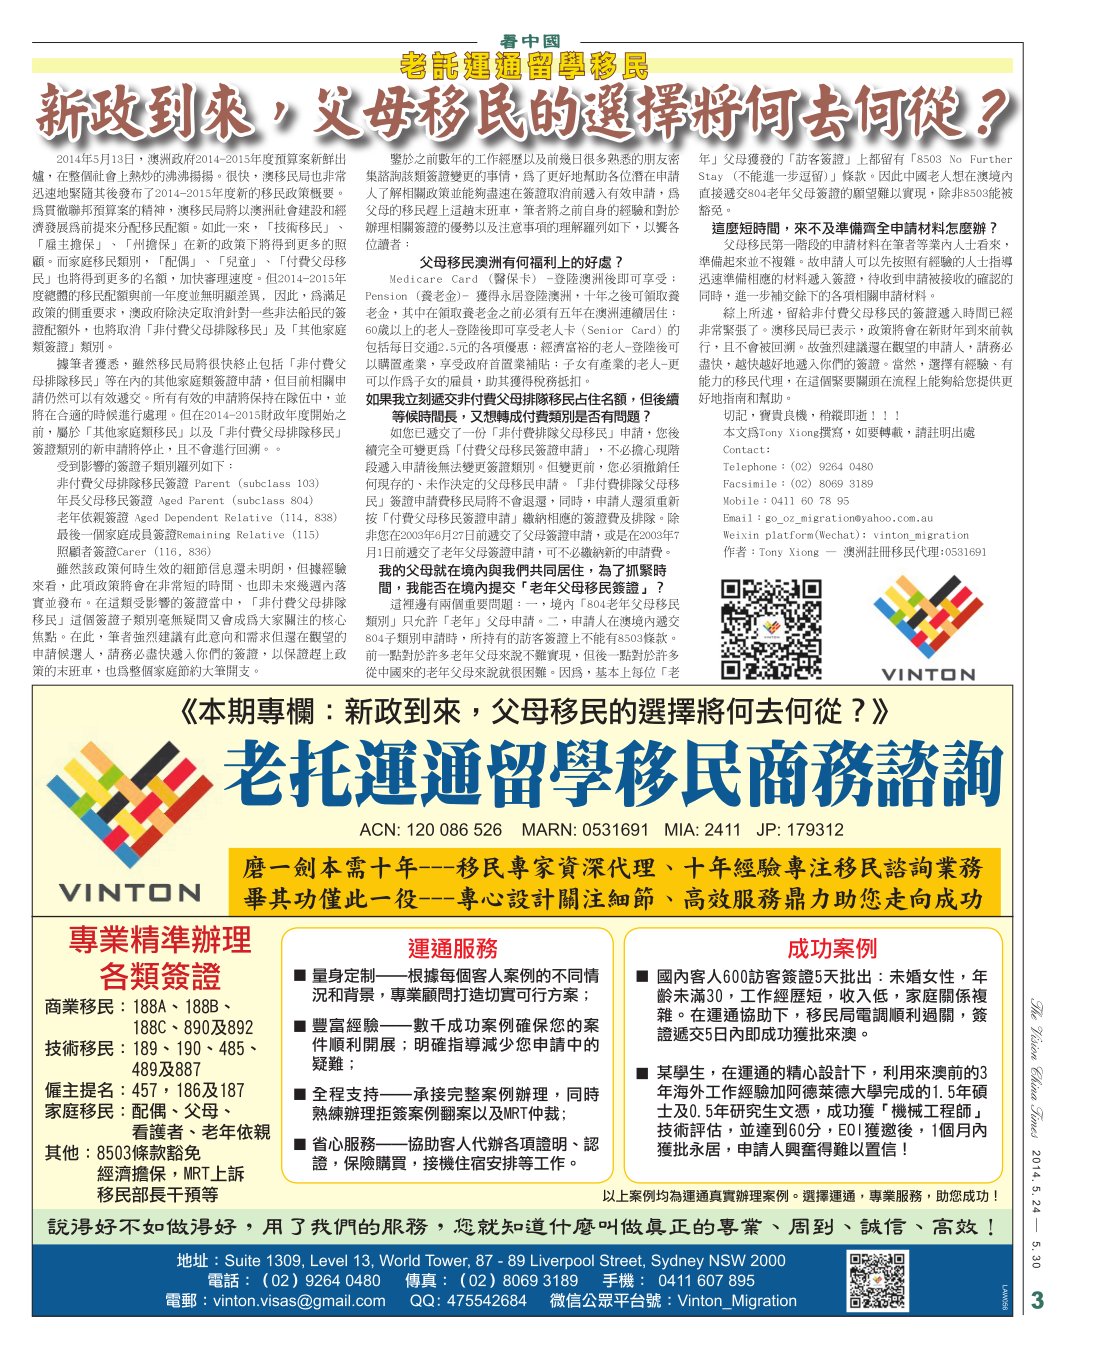 看中國
老託運通留學移民
新政到來，父母移民的選擇將何去何從？
2014年5月13日，澳洲政府2014-2015年度預算案新鮮出
爐，在整個社會上熱炒的沸沸揚揚。很快，澳移民局也非常
迅速地緊隨其後發布了2014-2015年度新的移民政策概要。
爲貫徹聯邦預算案的精神，澳移民局將以澳洲社會建設和經
濟發展爲前提來分配移民配額。如此一來，「技術移民」、
「雇主擔保」、「州擔保」在新的政策下將得到更多的照
顧。而家庭移民類別，「配偶」、「兒童」、「付費父母移
民」也將得到更多的名額，加快審理速度。但2014-2015年
度總體的移民配額與前一年度並無明顯差異，因此，爲滿足
政策的側重要求，澳政府除決定取消針對一些非法船民的簽
證配額外，也將取消「非付費父母排隊移民」及「其他家庭
類簽證」類別。
據筆者獲悉，雖然移民局將很快終止包括「非付費父
母排隊移民」等在內的其他家庭類簽證申請，但目前相關申
請仍然可以有效遞交。所有有效的申請將保持在隊伍中，並
將在合適的時候進行處理。但在2014-2015財政年度開始之
前，屬於「其他家庭類移民」以及「非付費父母排隊移民」
簽證類別的新申請將停止，且不會進行回溯。。
受到影響的簽證子類別羅列如下：
非付費父母排隊移民簽證 Parent (subclass 103)
年長父母移民簽證 Aged Parent (subclass 804)
老年依親簽證 Aged Dependent Relative (114, 838)
最後一個家庭成員簽證Remaining Relative (115)
照顧者簽證Carer (116, 836)
雖然該政策何時生效的細節信息還未明朗，但據經驗
來看，此項政策將會在非常短的時間、也即未來幾週內落
實並發布。在這類受影響的簽證當中，「非付費父母排隊
移民」這個簽證子類別毫無疑問又會成爲大家關注的核心
焦點。在此，筆者強烈建議有此意向和需求但還在觀望的
申請候選人，請務必盡快遞入你們的簽證，以保證趕上政
策的末班車，也爲整個家庭節約大筆開支。
鑒於之前數年的工作經歷以及前幾日很多熟悉的朋友密
集諮詢該類簽證變更的事情，爲了更好地幫助各位潛在申請
人了解相關政策並能夠盡速在簽證取消前遞入有效申請，爲
父母的移民趕上這趟末班車，筆者將之前自身的經驗和對於
辦理相關簽證的優勢以及注意事項的理解羅列如下，以饗各
位讀者：
父母移民澳洲有何福利上的好處？
Medicare Card (醫保卡) -登陸澳洲後即可享受；
Pension (養老金)- 獲得永居登陸澳洲，十年之後可領取養
老金，其中在領取養老金之前必須有五年在澳洲連續居住；
60歲以上的老人-登陸後即可享受老人卡（Senior Card）的
包括每日交通2.5元的各項優惠；經濟富裕的老人-登陸後可
以購置產業，享受政府首置業補貼；子女有產業的老人-更
可以作爲子女的雇員，助其獲得稅務抵扣。
如果我立刻遞交非付費父母排隊移民占住名額，但後續
等候時間長，又想轉成付費類別是否有問題？
如您已遞交了一份「非付費排隊父母移民」申請，您後
續完全可變更爲「付費父母移民簽證申請」，不必擔心現階
段遞入申請後無法變更簽證類別。但變更前，您必須撤銷任
何現存的、未作決定的父母移民申請。「非付費排隊父母移
民」簽證申請費移民局將不會退還，同時，申請人還須重新
按「付費父母移民簽證申請」繳納相應的簽證費及排隊。除
非您在2003年6月27日前遞交了父母簽證申請，或是在2003年7
月1日前遞交了老年父母簽證申請，可不必繳納新的申請費。
我的父母就在境內與我們共同居住，為了抓緊時
間，我能否在境內提交「老年父母移民簽證」？
這裡邊有兩個重要問題：一，境內「804老年父母移民
類別」只允許「老年」父母申請。二，申請人在澳境內遞交
804子類別申請時，所持有的訪客簽證上不能有8503條款。
前一點對於許多老年父母來說不難實現，但後一點對於許多
從中國來的老年父母來說就很困難。因爲，基本上每位「老
年」父母獲發的「訪客簽證」上都留有「8503 No Further
Stay (不能進一步逗留)」條款。因此中國老人想在澳境內
直接遞交804老年父母簽證的願望難以實現，除非8503能被
豁免。
這麼短時間，來不及準備齊全申請材料怎麼辦？
父母移民第一階段的申請材料在筆者等業內人士看來，
準備起來並不複雜。故申請人可以先按照有經驗的人士指導
迅速準備相應的材料遞入簽證，待收到申請被接收的確認的
同時，進一步補交餘下的各項相關申請材料。
綜上所述，留給非付費父母移民的簽證遞入時間已經
非常緊張了。澳移民局已表示，政策將會在新財年到來前執
行，且不會被回溯。故強烈建議還在觀望的申請人，請務必
盡快，越快越好地遞入你們的簽證。當然，選擇有經驗、有
能力的移民代理，在這個緊要關頭在流程上能夠給您提供更
好地指南和幫助。
切記，寶貴良機，稍縱即逝！！！
本文爲Tony Xiong撰寫，如要轉載，請註明出處
Contact:
Telephone：(02) 9264 0480
Facsimile：(02) 8069 3189
Mobile：0411 60 78 95
Email：go_oz_migration@yahoo.com.au
Weixin platform(Wechat): vinton_migration
作者：Tony Xiong — 澳洲註冊移民代理:0531691
VINTON
《本期專欄：新政到來，父母移民的選擇將何去何從？》
老托運通留學移民商務諮詢
ACN: 120 086 526 MARN: 0531691 MIA: 2411 JP: 179312
VINTON
磨一劍本需十年---移民專家資深代理、十年經驗專注移民諮詢業務
畢其功僅此一役---專心設計關注細節、高效服務鼎力助您走向成功
專業精準辦理
各類簽證
商業移民：188A、188B、
188C、890及892
技術移民：189、190、485、
489及887
僱主提名：457，186及187
家庭移民：配偶、父母、
看護者、老年依親
其他：8503條款豁免
經濟擔保，MRT上訴
移民部長干預等
運通服務
■ 量身定制——根據每個客人案例的不同情
況和背景，專業顧問打造切實可行方案；
■ 豐富經驗——數千成功案例確保您的案
件順利開展；明確指導減少您申請中的
疑難；
■ 全程支持——承接完整案例辦理，同時
熟練辦理拒簽案例翻案以及MRT仲裁；
■ 省心服務——協助客人代辦各項證明、認
證，保險購買，接機住宿安排等工作。
成功案例
■ 國內客人600訪客簽證5天批出：未婚女性，年
齡未滿30，工作經歷短，收入低，家庭關係複
雜。在運通協助下，移民局電調順利過關，簽
證遞交5日內即成功獲批來澳。
■ 某學生，在運通的精心設計下，利用來澳前的3
年海外工作經驗加阿德萊德大學完成的1.5年碩
士及0.5年研究生文憑，成功獲「機械工程師」
技術評估，並達到60分，EOI獲邀後，1個月內
獲批永居，申請人興奮得難以置信！
以上案例均為運通真實辦理案例。選擇運通，專業服務，助您成功！
說得好不如做得好，用了我們的服務，您就知道什麼叫做真正的專業、周到、誠信、高效！
地址：Suite 1309, Level 13, World Tower, 87 - 89 Liverpool Street, Sydney NSW 2000
電話：（02）9264 0480 傳真：（02）8069 3189 手機： 0411 607 895
電郵：vinton.visas@gmail.com QQ: 475542684 微信公眾平台號：Vinton_Migration
LAW056
The Vision China Times 2014.5.24 — 5.30
3